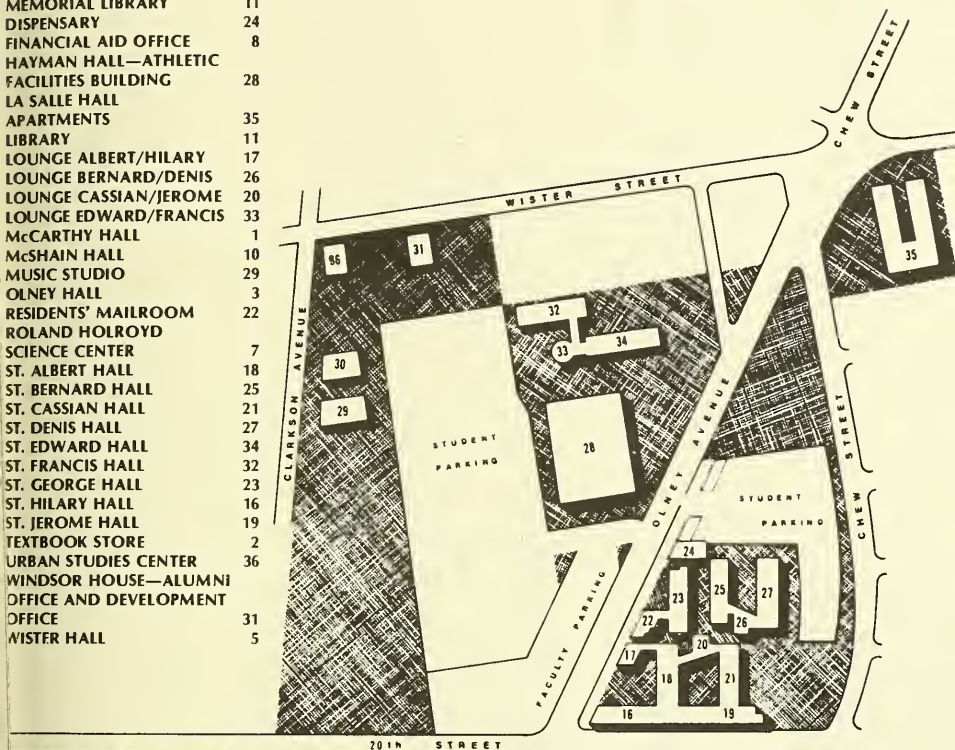 MEMORIAL LIBRARY 11
DISPENSARY 24
FINANCIAL AID OFFICE 8
HAYMAN HALL—ATHLETIC
FACILITIES BUILDING 28
LA SALLE HALL
APARTMENTS 35
LIBRARY 11
LOUNGE ALBERT/HILARY 17
LOUNGE BERNARD/DENIS 26
LOUNGE CASSIAN/JEROME 20
LOUNGE EDWARD/FRANCIS 33
McCARTHY HALL 1
McSHAIN HALL 10
MUSIC STUDIO 29
OLNEY HALL 3
RESIDENTS' MAILROOM 22
ROLAND HOLROYD
SCIENCE CENTER 7
ST. ALBERT HALL 18
ST. BERNARD HALL 25
ST. CASSIAN HALL 21
ST. DENIS HALL 27
ST. EDWARD HALL 34
ST. FRANCIS HALL 32
ST. GEORGE HALL 23
ST. HILARY HALL 16
ST. JEROME HALL 19
TEXTBOOK STORE 2
URBAN STUDIES CENTER 36
WINDSOR HOUSE—ALUMNI
OFFICE AND DEVELOPMENT
OFFICE 31
WISTER HALL 5
CHEW STREET
WISTER STREET
31
35
32
33
34
30
29
28
CLARKSON AVENUE
STUDENT
PARKING
OLNEY AVENUE
STUDENT
PARKING
CHEW STREET
FACULTY PARKING
24
23
25
27
22
26
17
20
18
21
16
19
20th STREET